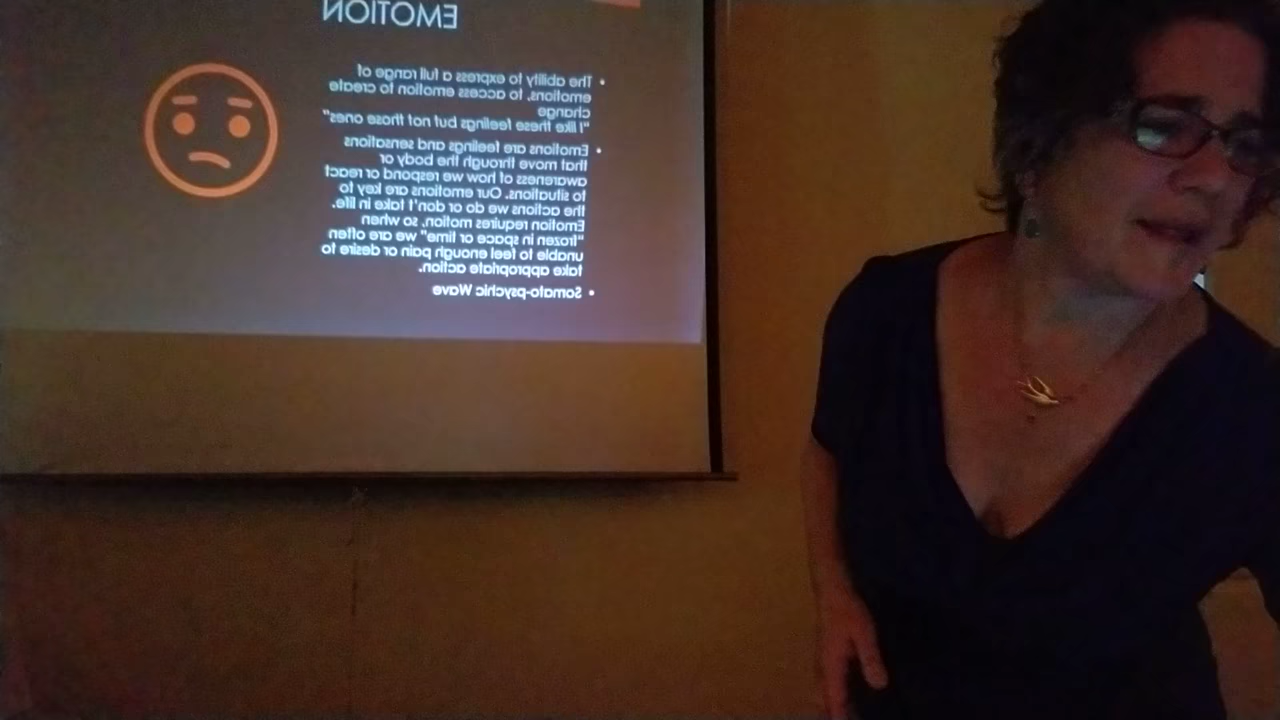 EMOTION
• The ability to express a full range of
emotions, to access emotion to create
change
"I like these feelings but not those ones"
• Emotions are feelings and sensations
that move through the body or
awareness of how we respond or react
to situations. Our emotions are key to
the actions we do or don't take in life.
Emotion requires motion, so when
"frozen in space or time" we are often
unable to feel enough pain or desire to
take appropriate action.
• Somato-psychic Wave